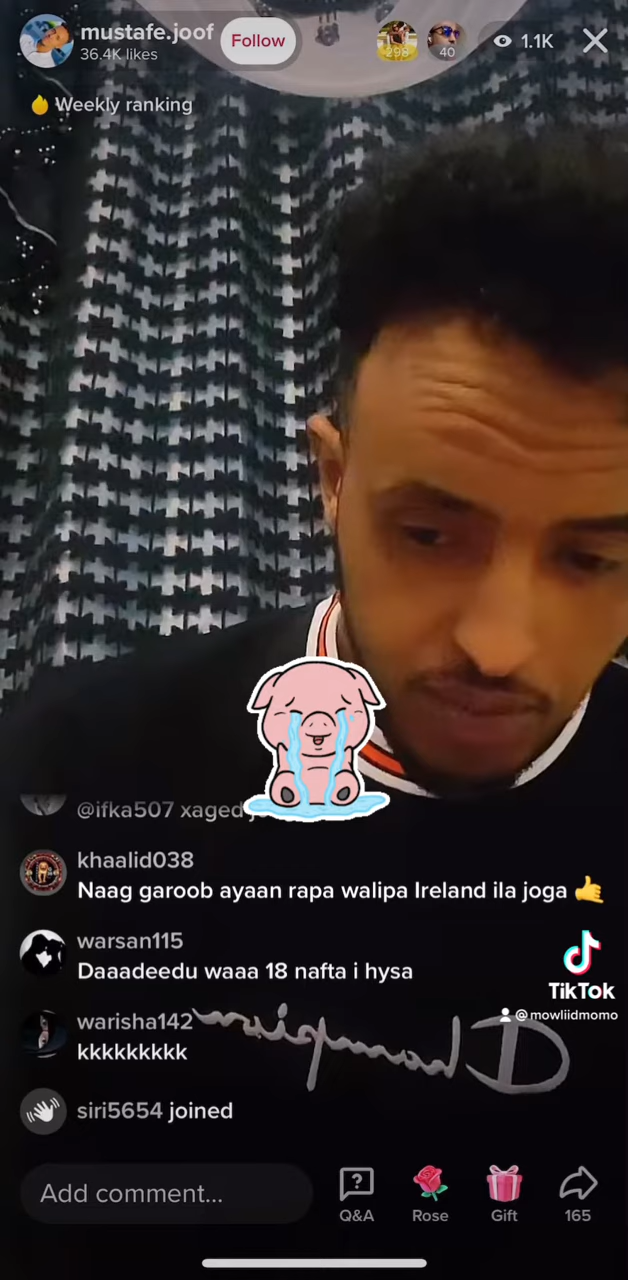 mustafe.joof
36.4K likes
Follow
298
40
1.1K
Weekly ranking
@ifka507 xaged
khaalid038
Naag garoob ayaan rapa walipa Ireland ila joga 🤙
warsan115
Daaadeedu waaa 18 nafta i hysa
TikTok
@mowliidmomo
warisha142
kkkkkkkkk
Champion
siri5654 joined
Add comment...
Q&A
Rose
Gift
165